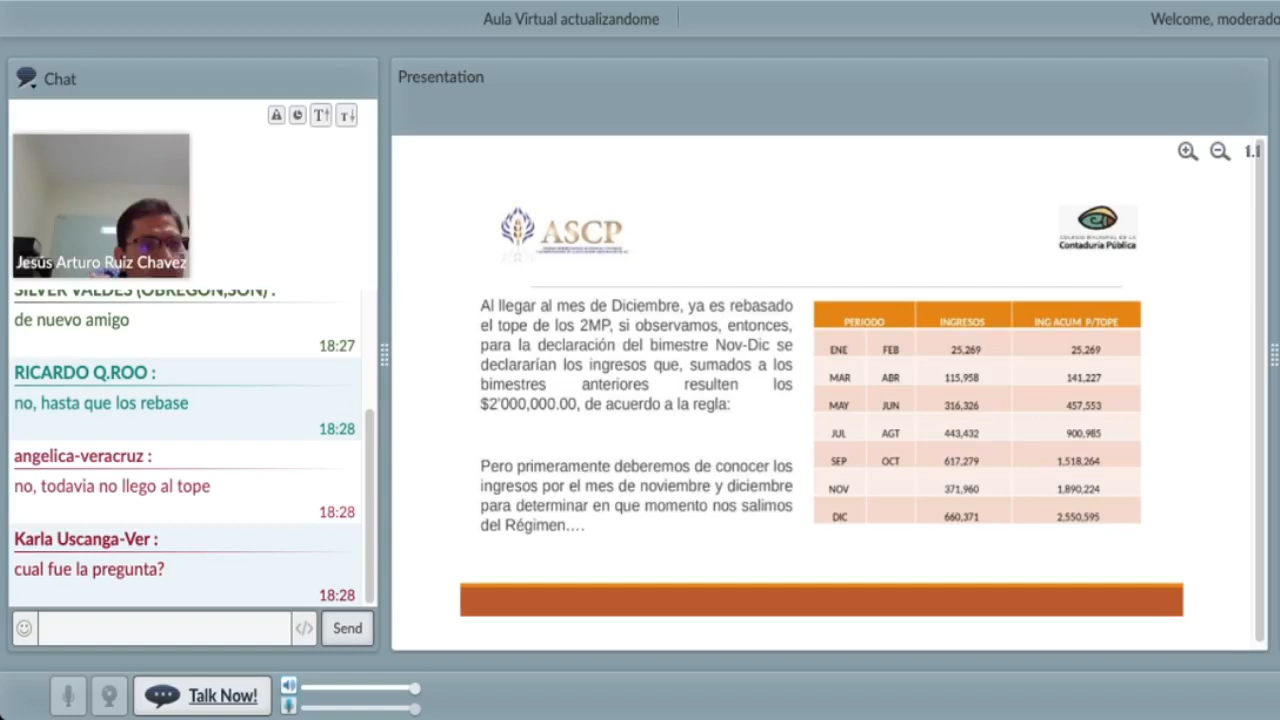 Aula Virtual actualizandome
Welcome, moderado
Chat
Jesús Arturo Ruiz Chavez
SILVER VALDES (OBREGON,SON) :
de nuevo amigo
18:27
RICARDO Q.ROO :
no, hasta que los rebase
18:28
angelica-veracruz :
no, todavia no llego al tope
18:28
Karla Uscanga-Ver :
cual fue la pregunta?
18:28
Send
Talk Now!
Presentation
ASCP
Contaduría Pública
Al llegar al mes de Diciembre, ya es rebasado
el tope de los 2MP, si observamos, entonces,
para la declaración del bimestre Nov-Dic se
declararían los ingresos que, sumados a los
bimestres anteriores resulten los
$2'000,000.00, de acuerdo a la regla:
Pero primeramente deberemos de conocer los
ingresos por el mes de noviembre y diciembre
para determinar en que momento nos salimos
del Régimen....
PERIODO INGRESOS ING ACUM P/TOPE
ENE FEB 25,269 25,269
MAR ABR 115,958 141,227
MAY JUN 316,326 457,553
JUL AGT 443,432 900,985
SEP OCT 617,279 1,518,264
NOV 371,960 1,890,224
DIC 660,371 2,550,595